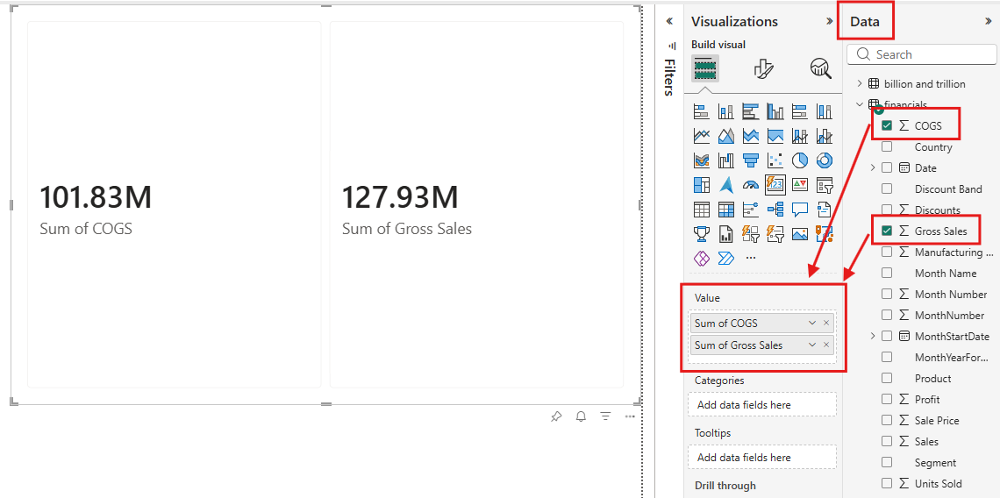 101.83M
Sum of COGS
127.93M
Sum of Gross Sales
Filters
Visualizations
Build visual
123
Value
Sum of COGS
Sum of Gross Sales
Categories
Add data fields here
Tooltips
Add data fields here
Drill through
Data
Search
billion and trillion
financials
COGS
Country
Date
Discount Band
Discounts
Gross Sales
Manufacturing ...
Month Name
Month Number
MonthNumber
MonthStartDate
MonthYearFor...
Product
Profit
Sale Price
Sales
Segment
Units Sold